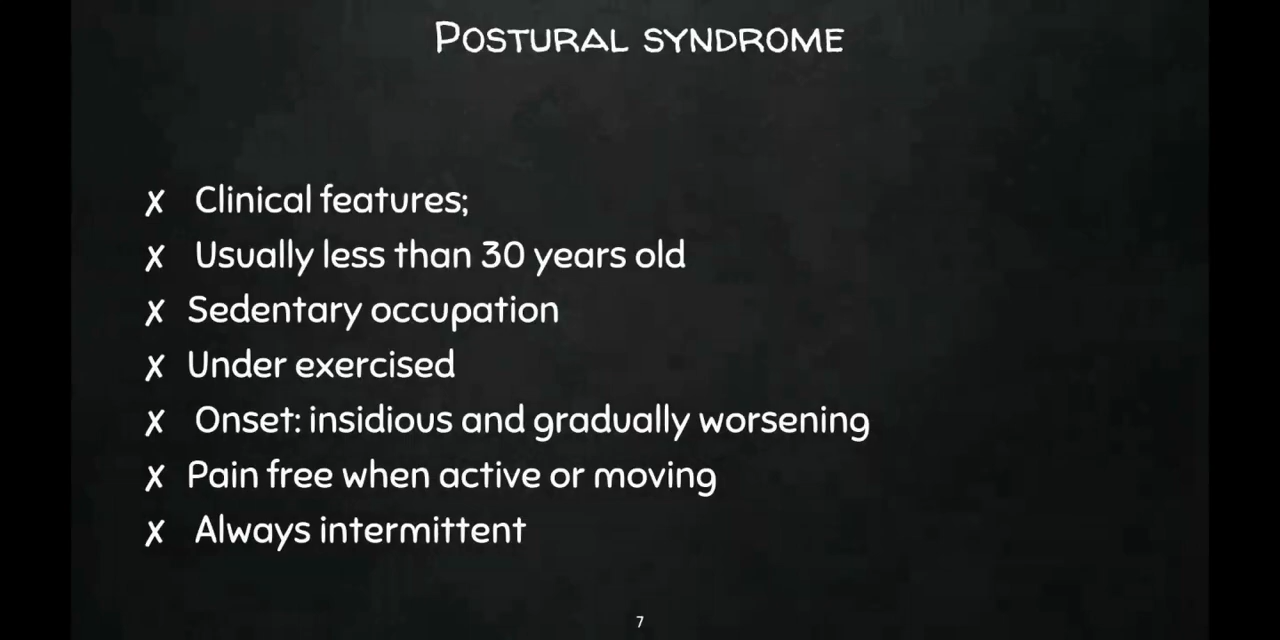 Postural syndrome
✗ Clinical features;
✗ Usually less than 30 years old
✗ Sedentary occupation
✗ Under exercised
✗ Onset: insidious and gradually worsening
✗ Pain free when active or moving
✗ Always intermittent
7